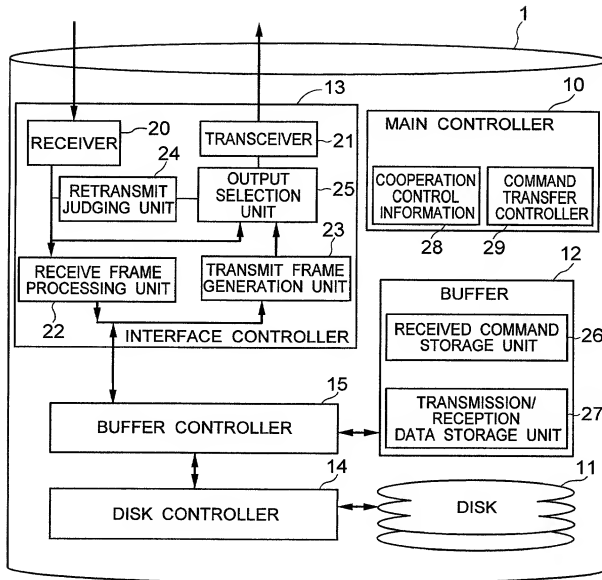 1
13
10
RECEIVER
20
TRANSCEIVER
21
MAIN CONTROLLER
24
RETRANSMIT
JUDGING UNIT
OUTPUT
SELECTION
UNIT
25
COOPERATION
CONTROL
INFORMATION
COMMAND
TRANSFER
CONTROLLER
28
29
23
RECEIVE FRAME
PROCESSING UNIT
TRANSMIT FRAME
GENERATION UNIT
22
INTERFACE CONTROLLER
12
BUFFER
RECEIVED COMMAND
STORAGE UNIT
26
TRANSMISSION/
RECEPTION
DATA STORAGE UNIT
27
15
BUFFER CONTROLLER
14
DISK CONTROLLER
11
DISK